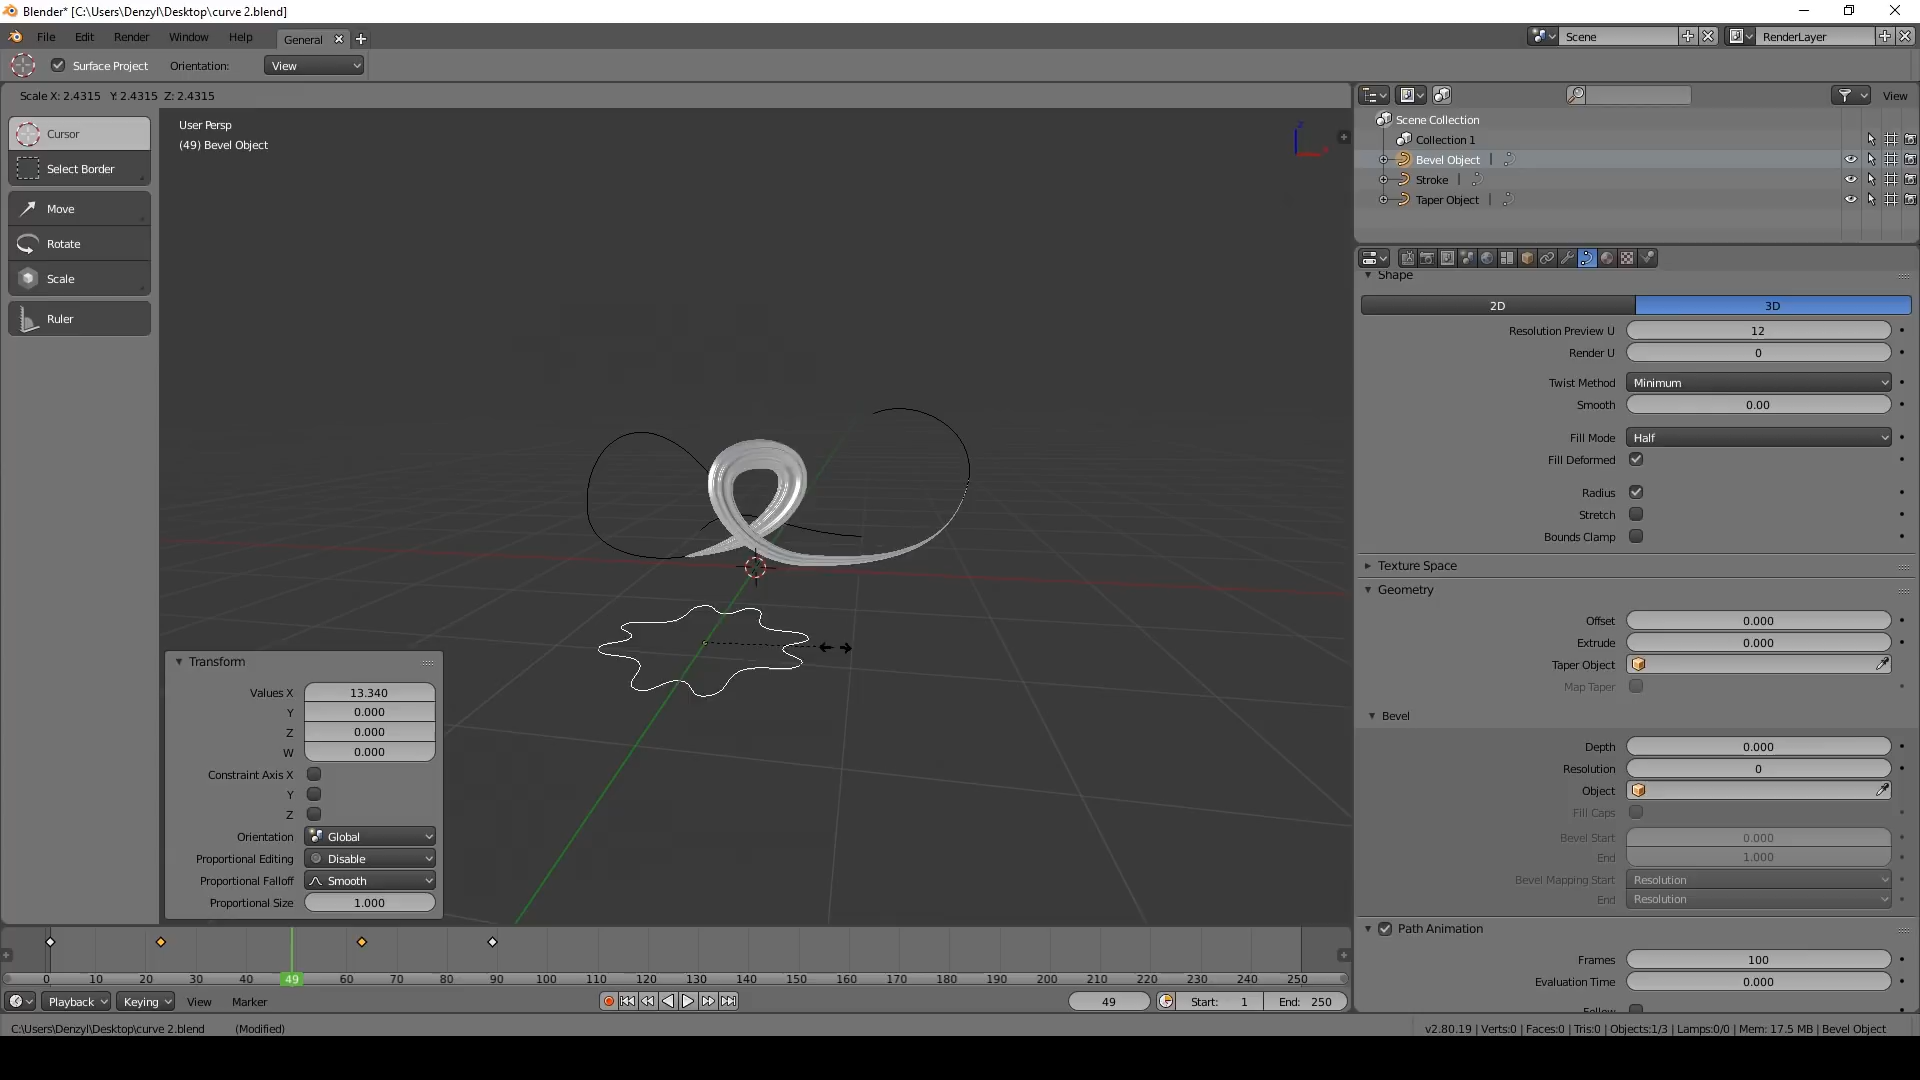 Blender* [C:\Users\Denzyl\Desktop\curve 2.blend]
File Edit Render Window Help General Scene RenderLayer
Surface Project Orientation: View
Scale X: 2.4315 Y: 2.4315 Z: 2.4315
View
Cursor
Select Border
Move
Rotate
Scale
Ruler
User Persp
(49) Bevel Object
Z
Scene Collection
Collection 1
Bevel Object
Stroke
Taper Object
Shape
2D 3D
Resolution Preview U 12
Render U 0
Twist Method Minimum
Smooth 0.00
Fill Mode Half
Fill Deformed
Radius
Stretch
Bounds Clamp
Texture Space
Geometry
Offset 0.000
Extrude 0.000
Taper Object
Map Taper
Bevel
Depth 0.000
Resolution 0
Object
Fill Caps
Bevel Start 0.000
End 1.000
Bevel Mapping Start Resolution
End Resolution
Path Animation
Frames 100
Evaluation Time 0.000
Follow
Transform
Values X 13.340
Y 0.000
Z 0.000
W 0.000
Constraint Axis X
Y
Z
Orientation Global
Proportional Editing Disable
Proportional Falloff Smooth
Proportional Size 1.000
0 10 20 30 40 49 60 70 80 90 100 110 120 130 140 150 160 170 180 190 200 210 220 230 240 250
Playback Keying View Marker 49 Start: 1 End: 250
C:\Users\Denzyl\Desktop\curve 2.blend (Modified) v2.80.19 | Verts:0 | Faces:0 | Tris:0 | Objects:1/3 | Lamps:0/0 | Mem: 17.5 MB | Bevel Object